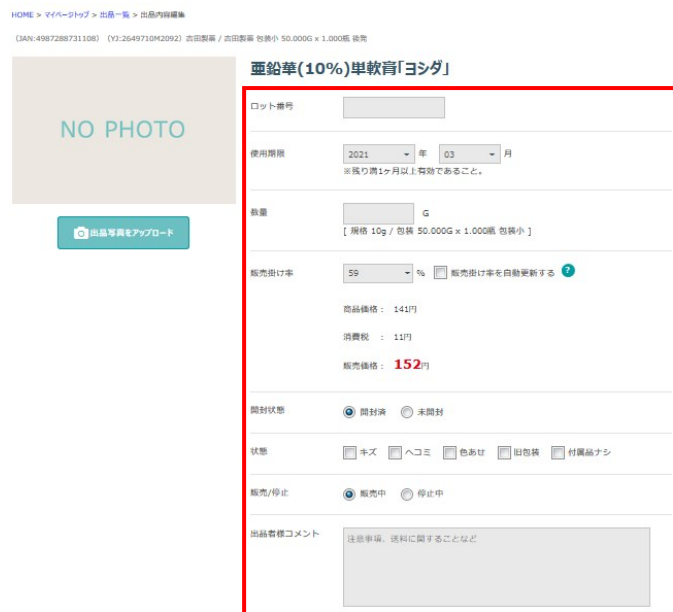 HOME > マイページトップ > 出品一覧 > 出品内容編集
(JAN:4987288731108) (YJ:2649710M2092) 吉田製薬 / 吉田製薬 包装小 50.000G x 1.000瓶 後発
亜鉛華(10%)単軟膏「ヨシダ」
NO PHOTO
出品写真をアップロード
ロット番号
使用期限 2021 年 03 月
※残り満1ヶ月以上有効であること。
数量 G
[ 規格 10g / 包装 50.000G x 1.000瓶 包装小 ]
販売掛け率 59 % 販売掛け率を自動更新する ?
商品価格： 141円
消費税 ： 11円
販売価格： 152円
開封状態 開封済 未開封
状態 キズ ヘコミ 色あせ 旧包装 付属品ナシ
販売/停止 販売中 停止中
出品者様コメント 注意事項、送料に関することなど